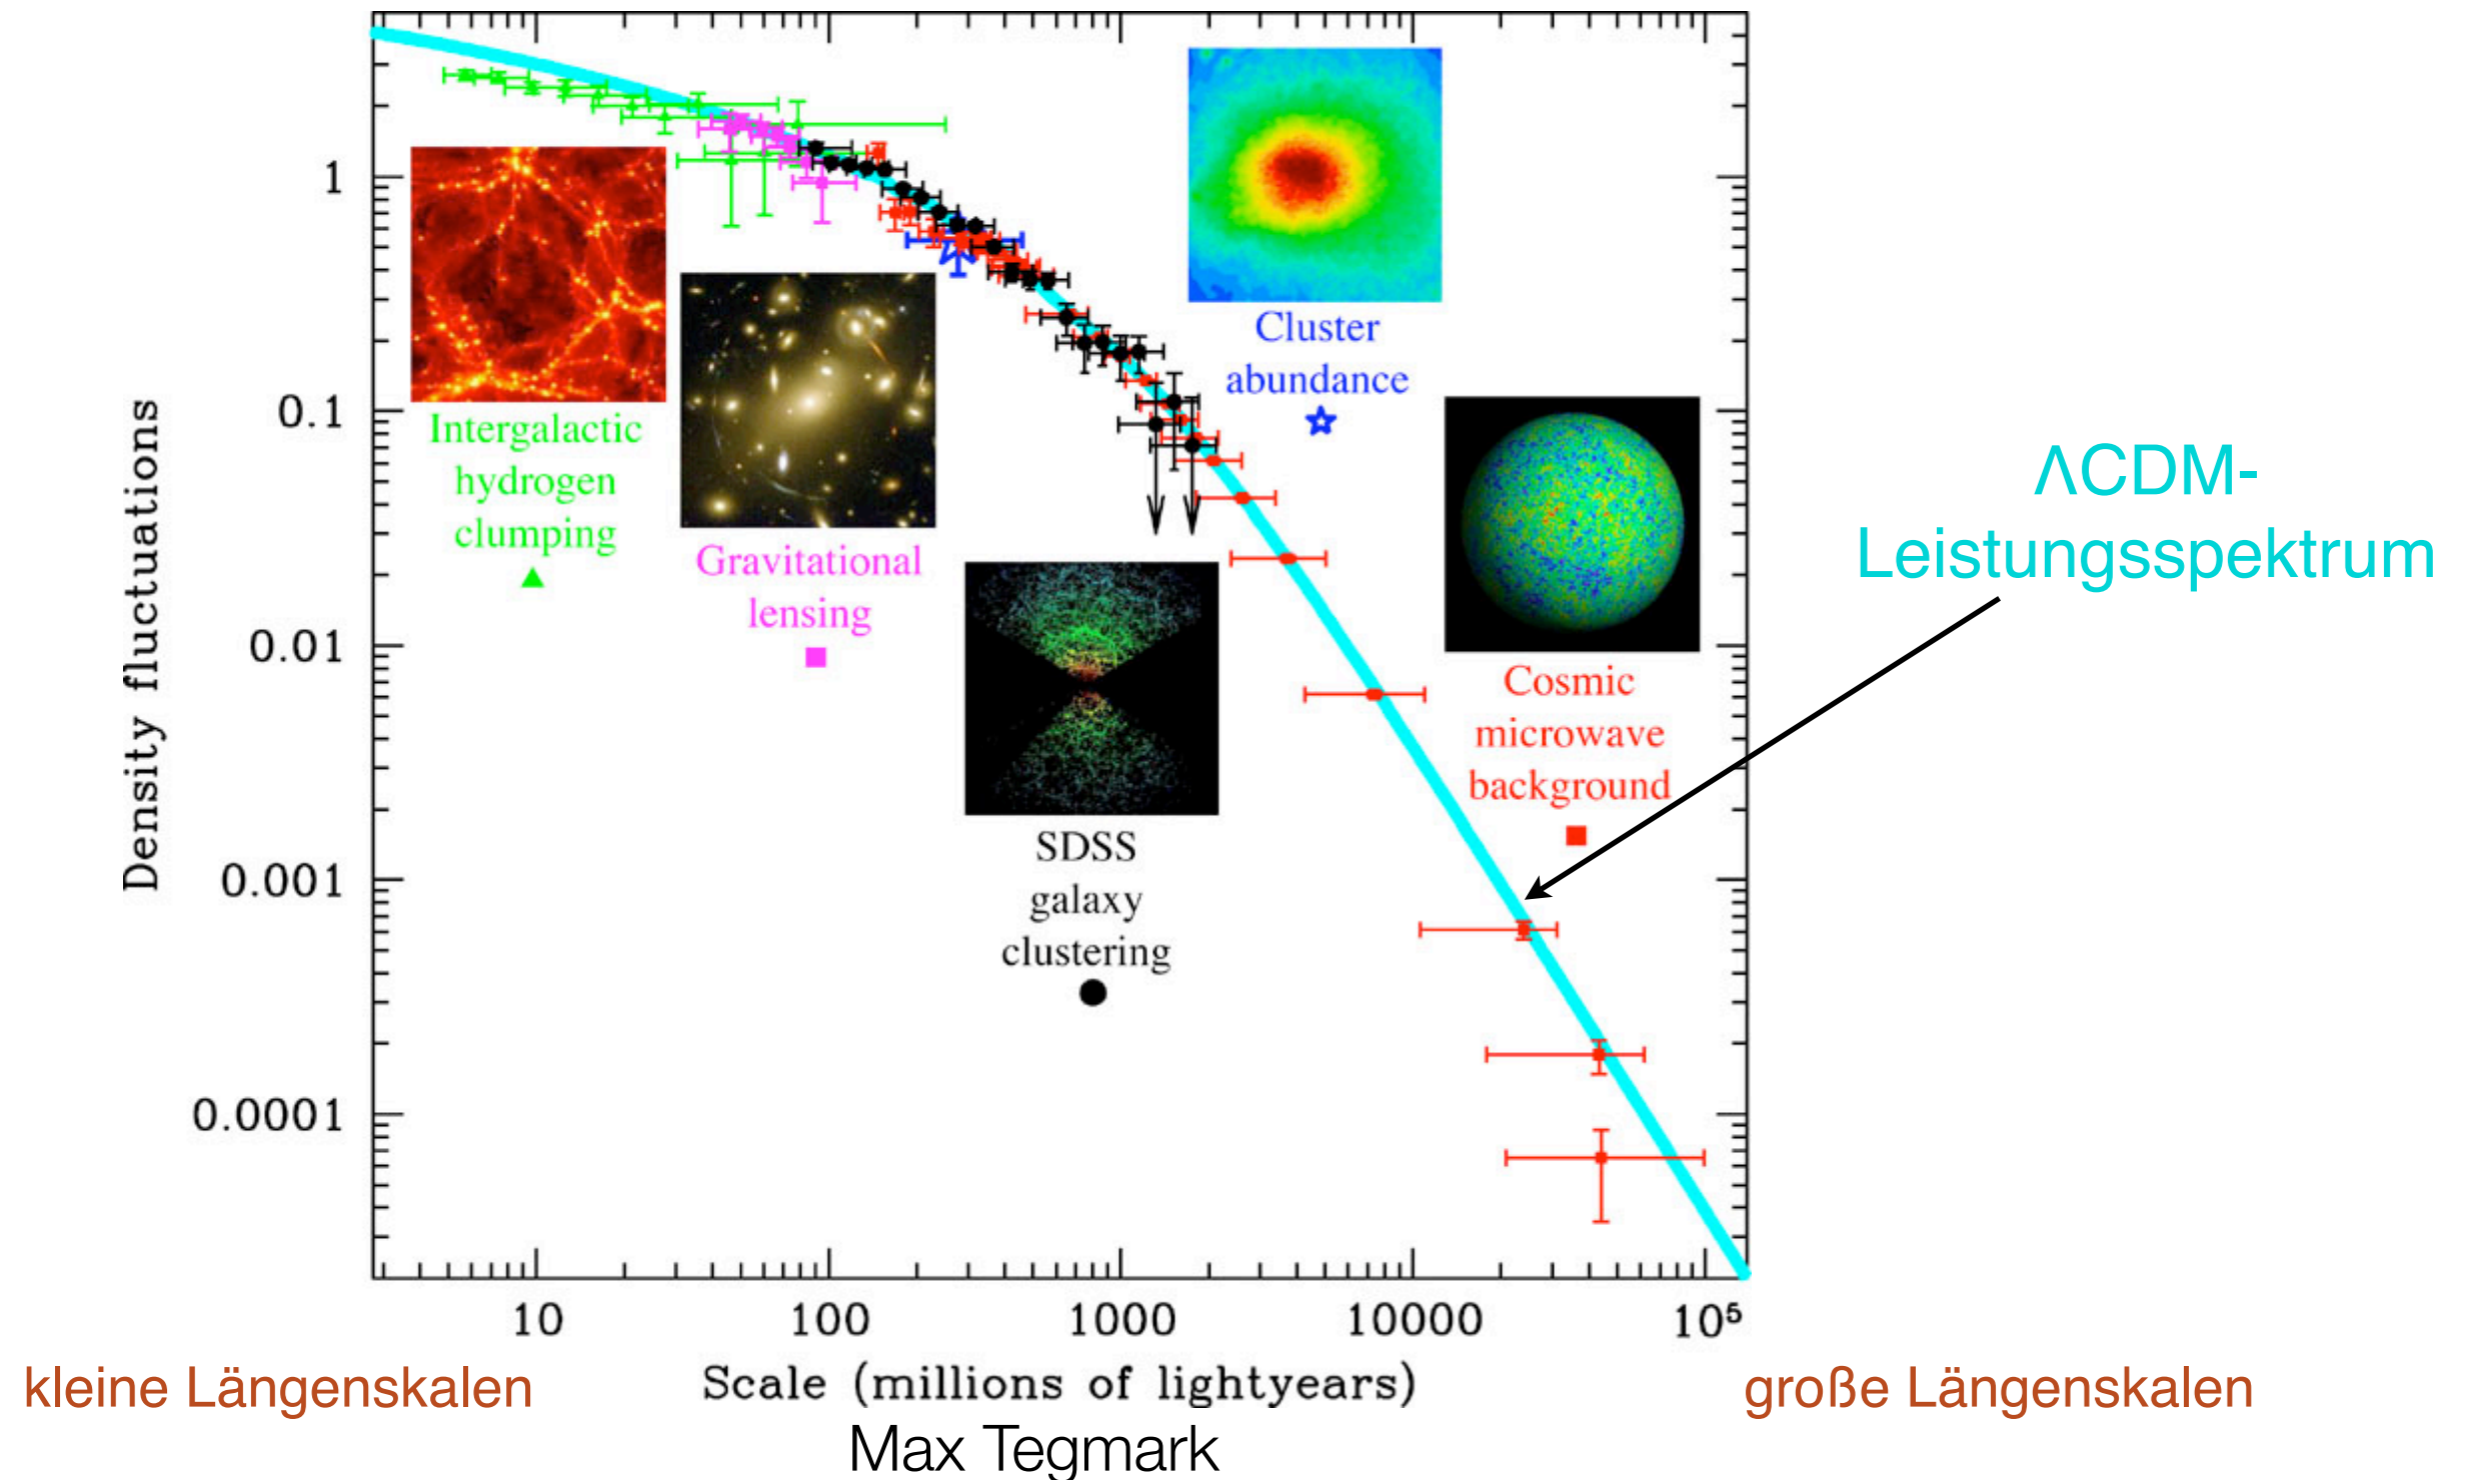 1
0.1
0.01
0.001
0.0001
Density fluctuations
Intergalactic
hydrogen
clumping
Gravitational
lensing
SDSS
galaxy
clustering
Cluster
abundance
Cosmic
microwave
background
ΛCDM-
Leistungsspektrum
10
100
1000
10000
10⁵
kleine Längenskalen
Scale (millions of lightyears)
große Längenskalen
Max Tegmark